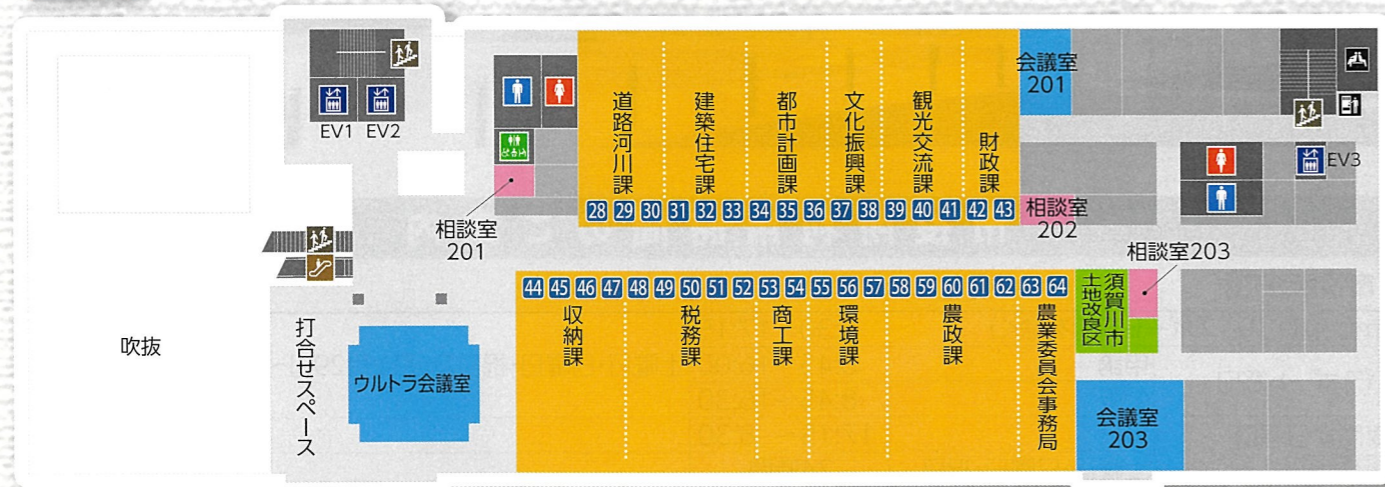 EV1 EV2
道路河川課
建築住宅課
都市計画課
文化振興課
観光交流課
財政課
28 29 30 31 32 33 34 35 36 37 38 39 40 41 42 43
会議室
201
EV3
相談室
201
相談室
202
相談室203
44 45 46 47 48 49 50 51 52 53 54 55 56 57 58 59 60 61 62 63 64
収納課
税務課
商工課
環境課
農政課
農業委員会事務局
須賀川市
土地改良区
吹抜
打合せスペース
ウルトラ会議室
会議室
203